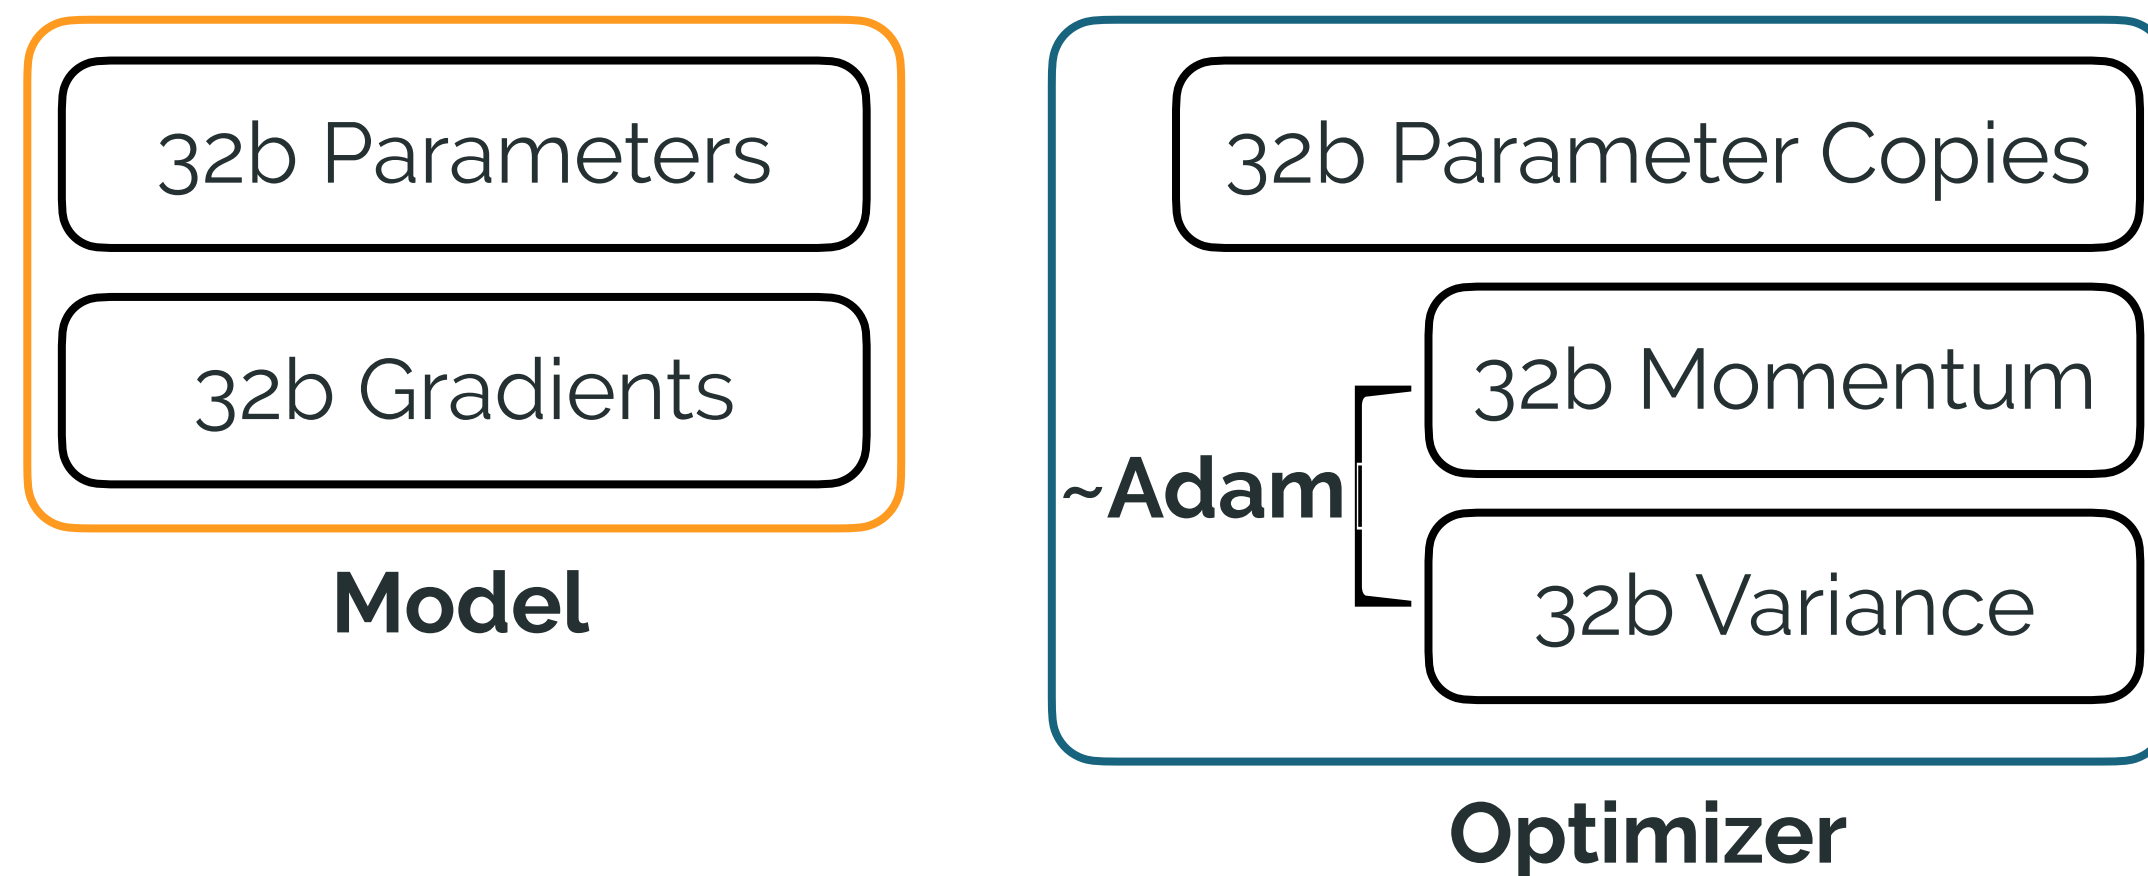 32b Parameters
32b Gradients
Model
32b Parameter Copies
32b Momentum
~Adam
32b Variance
Optimizer